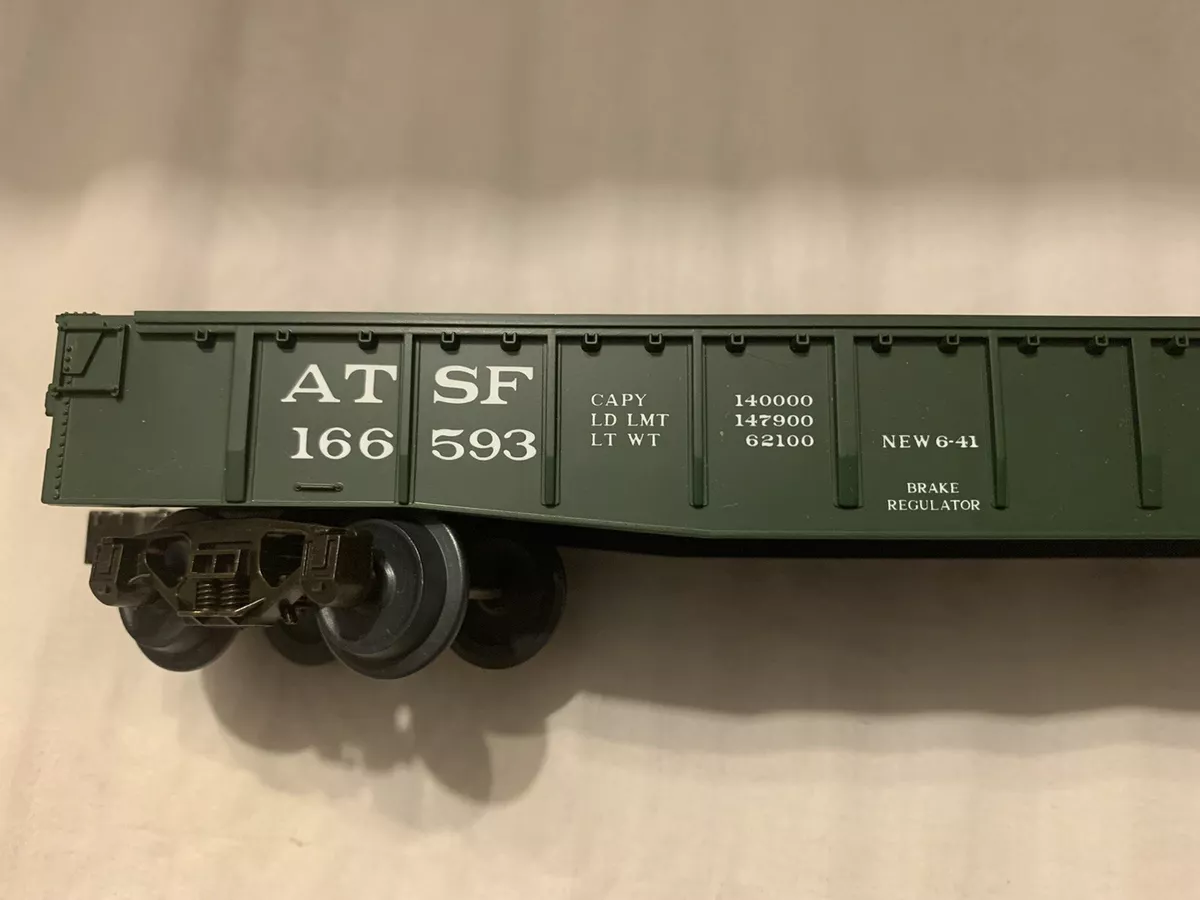 AT SF
166 593
CAPY 140000
LD LMT 147900
LT WT 62100
NEW 6-41
BRAKE
REGULATOR